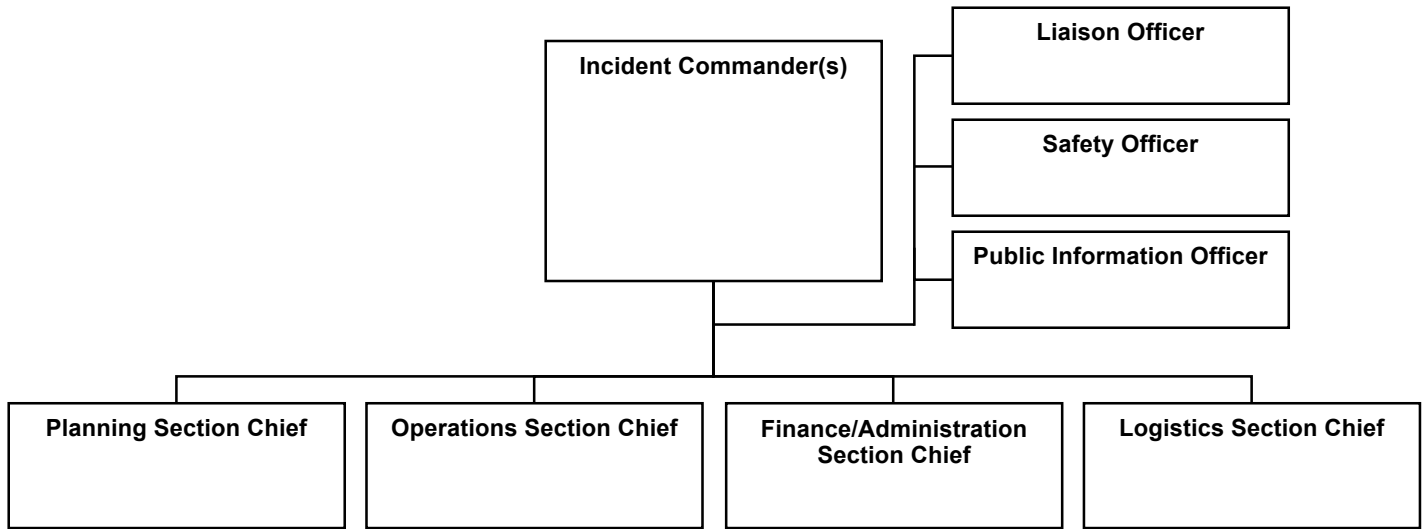 Incident Commander(s)
Liaison Officer
Safety Officer
Public Information Officer
Planning Section Chief
Operations Section Chief
Finance/Administration
Section Chief
Logistics Section Chief